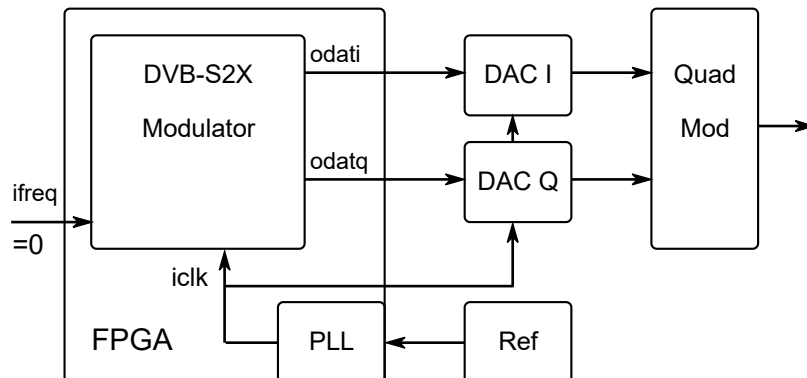 DVB-S2X
Modulator
odati
odatq
DAC I
DAC Q
Quad
Mod
ifreq
=0
iclk
FPGA
PLL
Ref